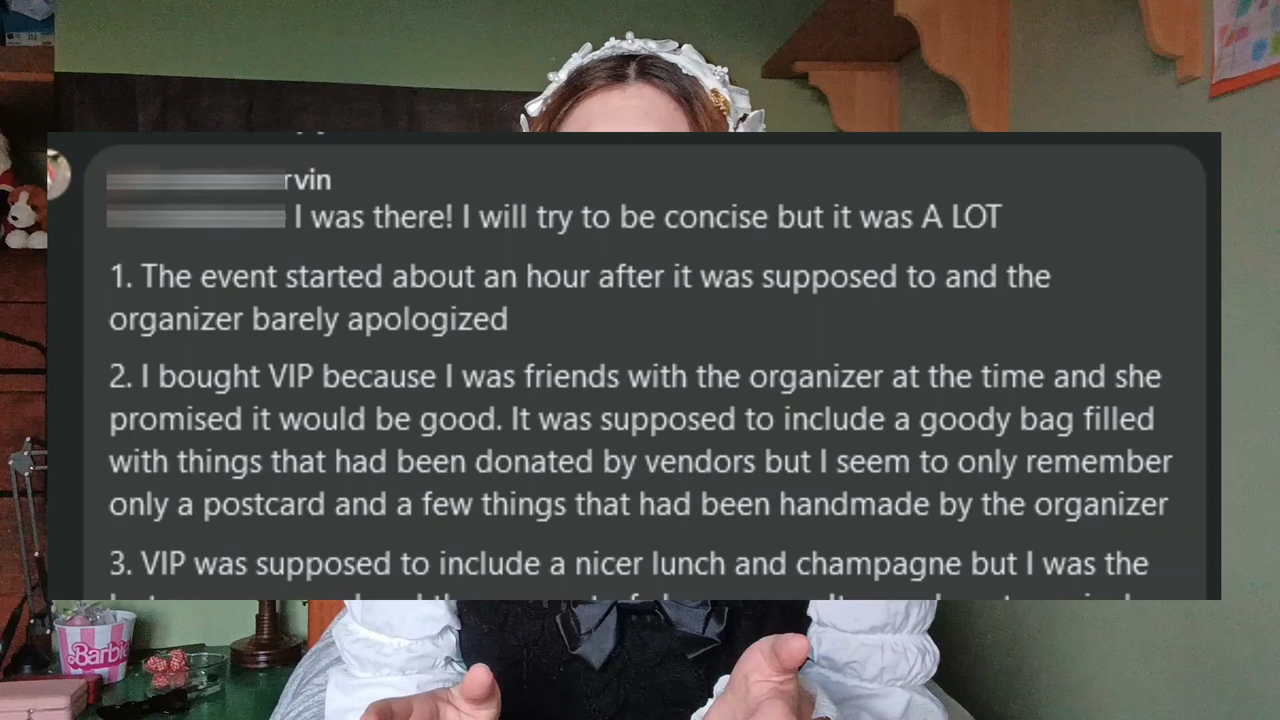 rvin
I was there! I will try to be concise but it was A LOT
1. The event started about an hour after it was supposed to and the
organizer barely apologized
2. I bought VIP because I was friends with the organizer at the time and she
promised it would be good. It was supposed to include a goody bag filled
with things that had been donated by vendors but I seem to only remember
only a postcard and a few things that had been handmade by the organizer
3. VIP was supposed to include a nicer lunch and champagne but I was the
Barbie